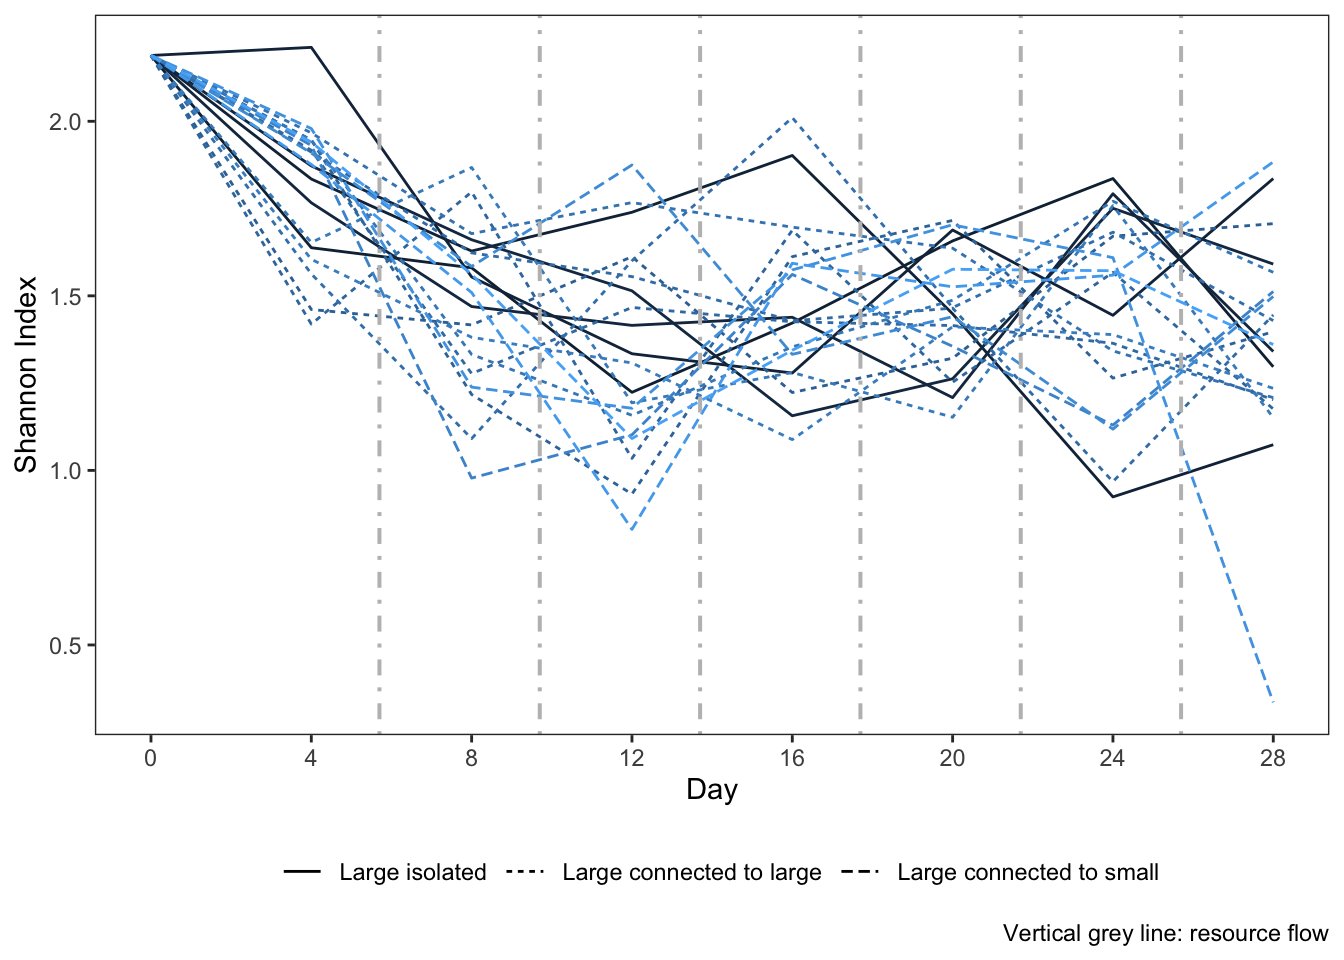 Shannon Index
2.0
1.5
1.0
0.5
0 4 8 12 16 20 24 28
Day
Large isolated Large connected to large Large connected to small
Vertical grey line: resource flow